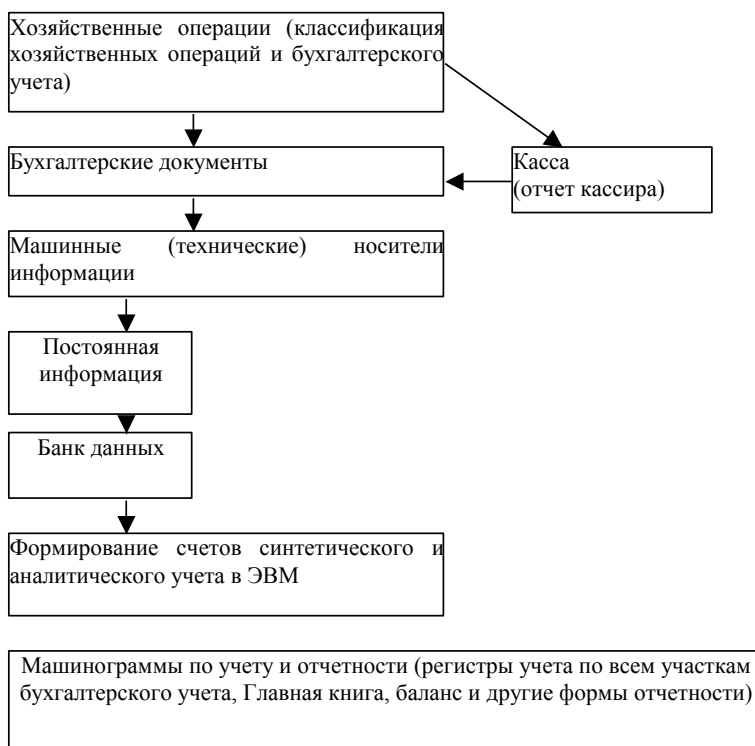 Хозяйственные операции (классификация
хозяйственных операций и бухгалтерского
учета)
Бухгалтерские документы
Касса
(отчет кассира)
Машинные (технические) носители
информации
Постоянная
информация
Банк данных
Формирование счетов синтетического и
аналитического учета в ЭВМ
Машинограммы по учету и отчетности (регистры учета по всем участкам
бухгалтерского учета, Главная книга, баланс и другие формы отчетности)